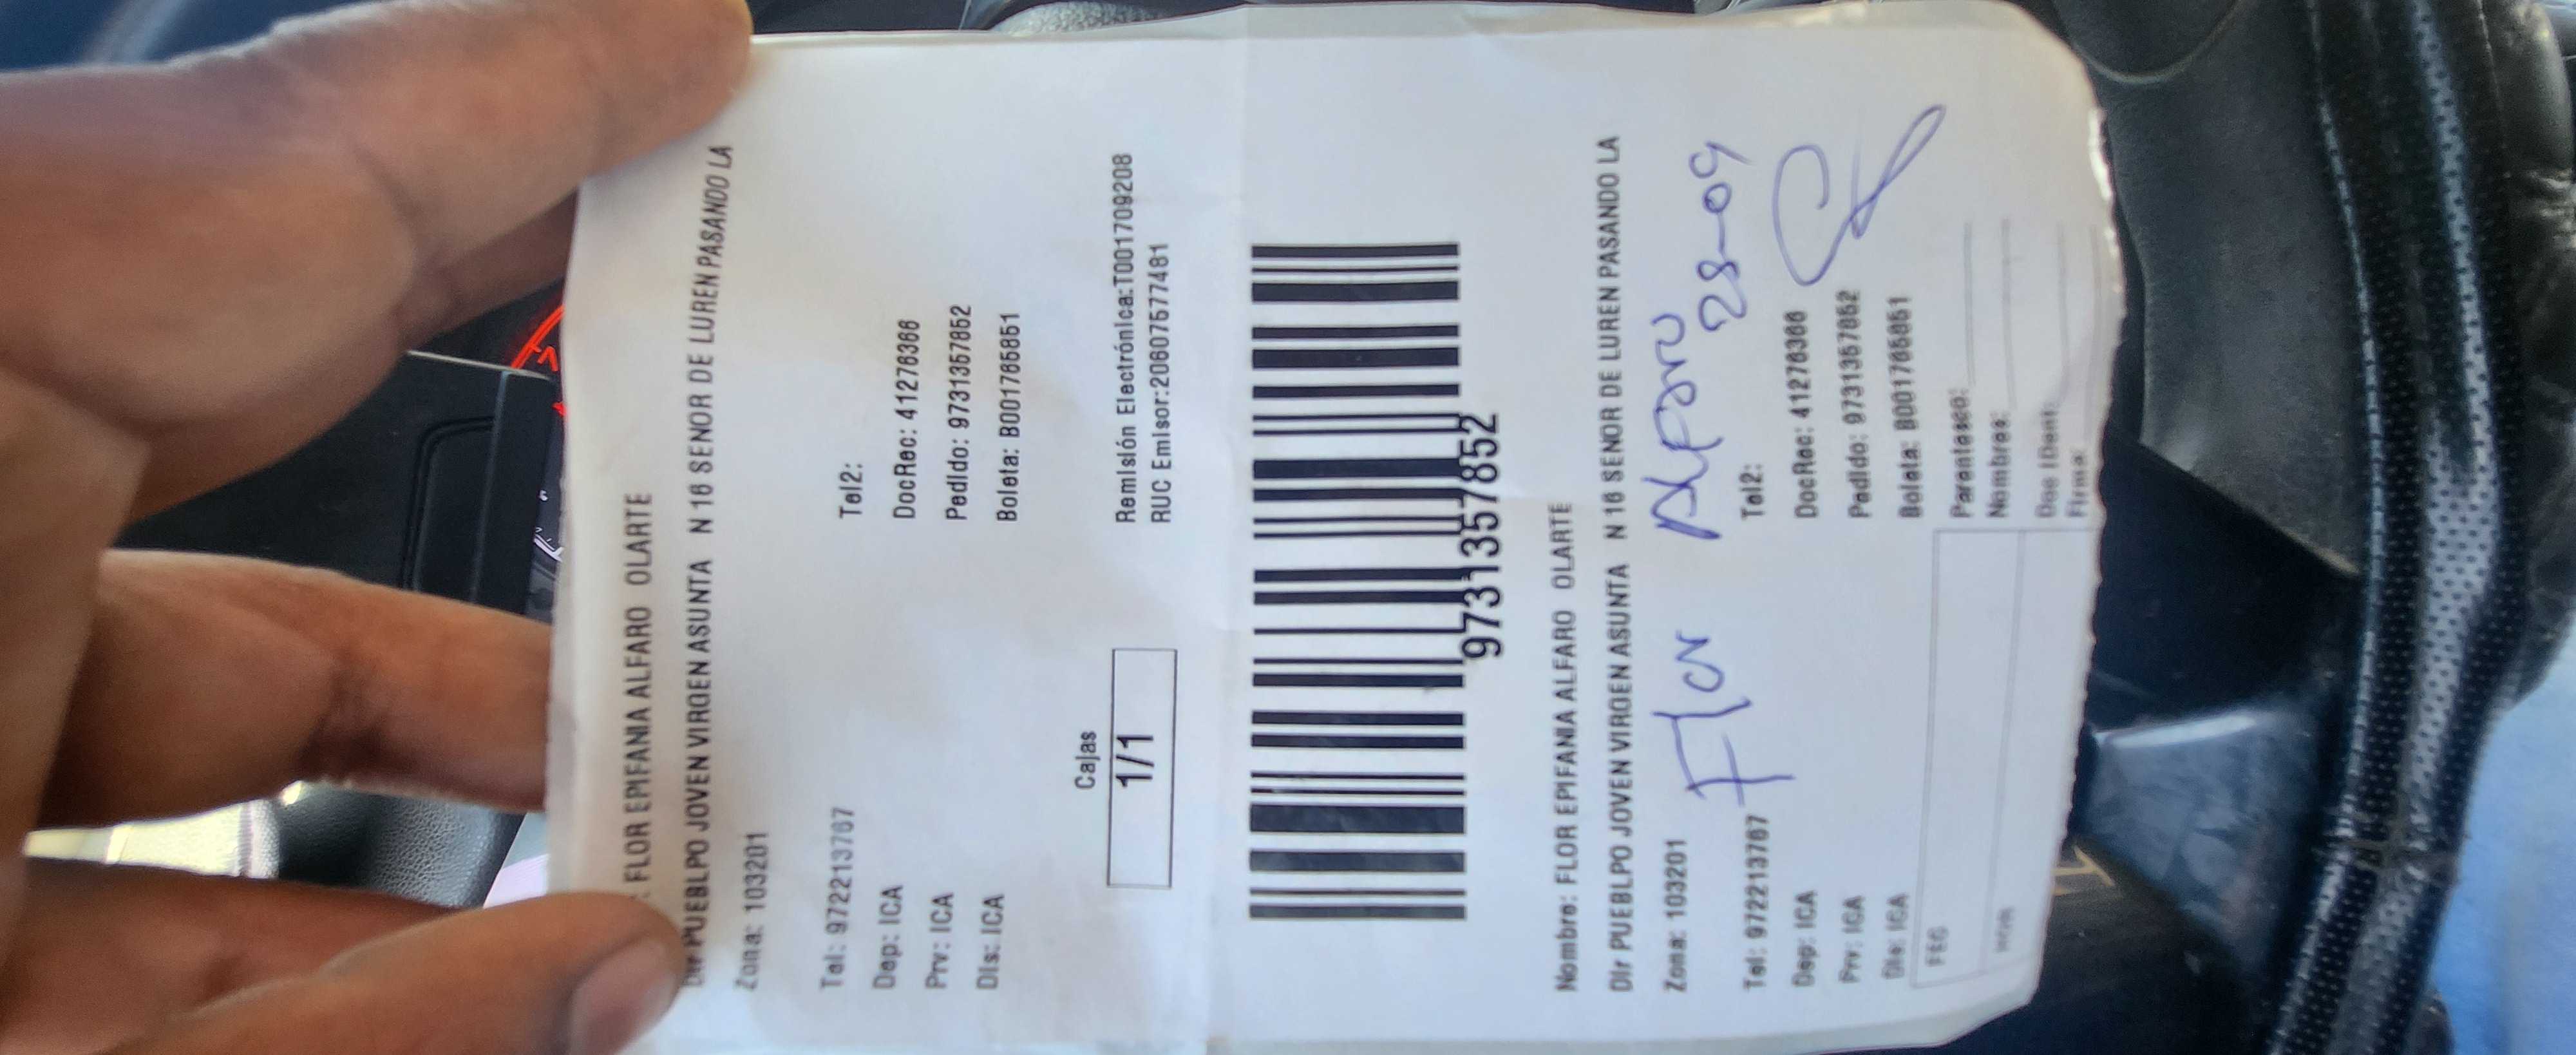 : FLOR EPIFANIA ALFARO OLARTE
Dir PUEBLPO JOVEN VIRGEN ASUNTA N 16 SENOR DE LUREN PASANDO LA
Zona: 103201
Tel: 972213767 Tel2:
Dep: ICA DocRec: 41276366
Prv: ICA Pedido: 97313578​52
Dis: ICA Boleta: B001765851
Cajas
1/1
Remisión Electrónica:T001709208
RUC Emisor:20607577481
9731357852
Nombre: FLOR EPIFANIA ALFARO OLARTE
Dir PUEBLPO JOVEN VIRGEN ASUNTA N 16 SENOR DE LUREN PASANDO LA
Zona: 103201
Flor Alfaro
28-09
Tel: 972213767 Tel2:
Dep: ICA DocRec: 41276366
Prv: ICA Pedido: 9731357852
Dis: ICA Boleta: B001765851
FEC Parentesco:
Nombres:
HORA Doc IDent:
Firma: